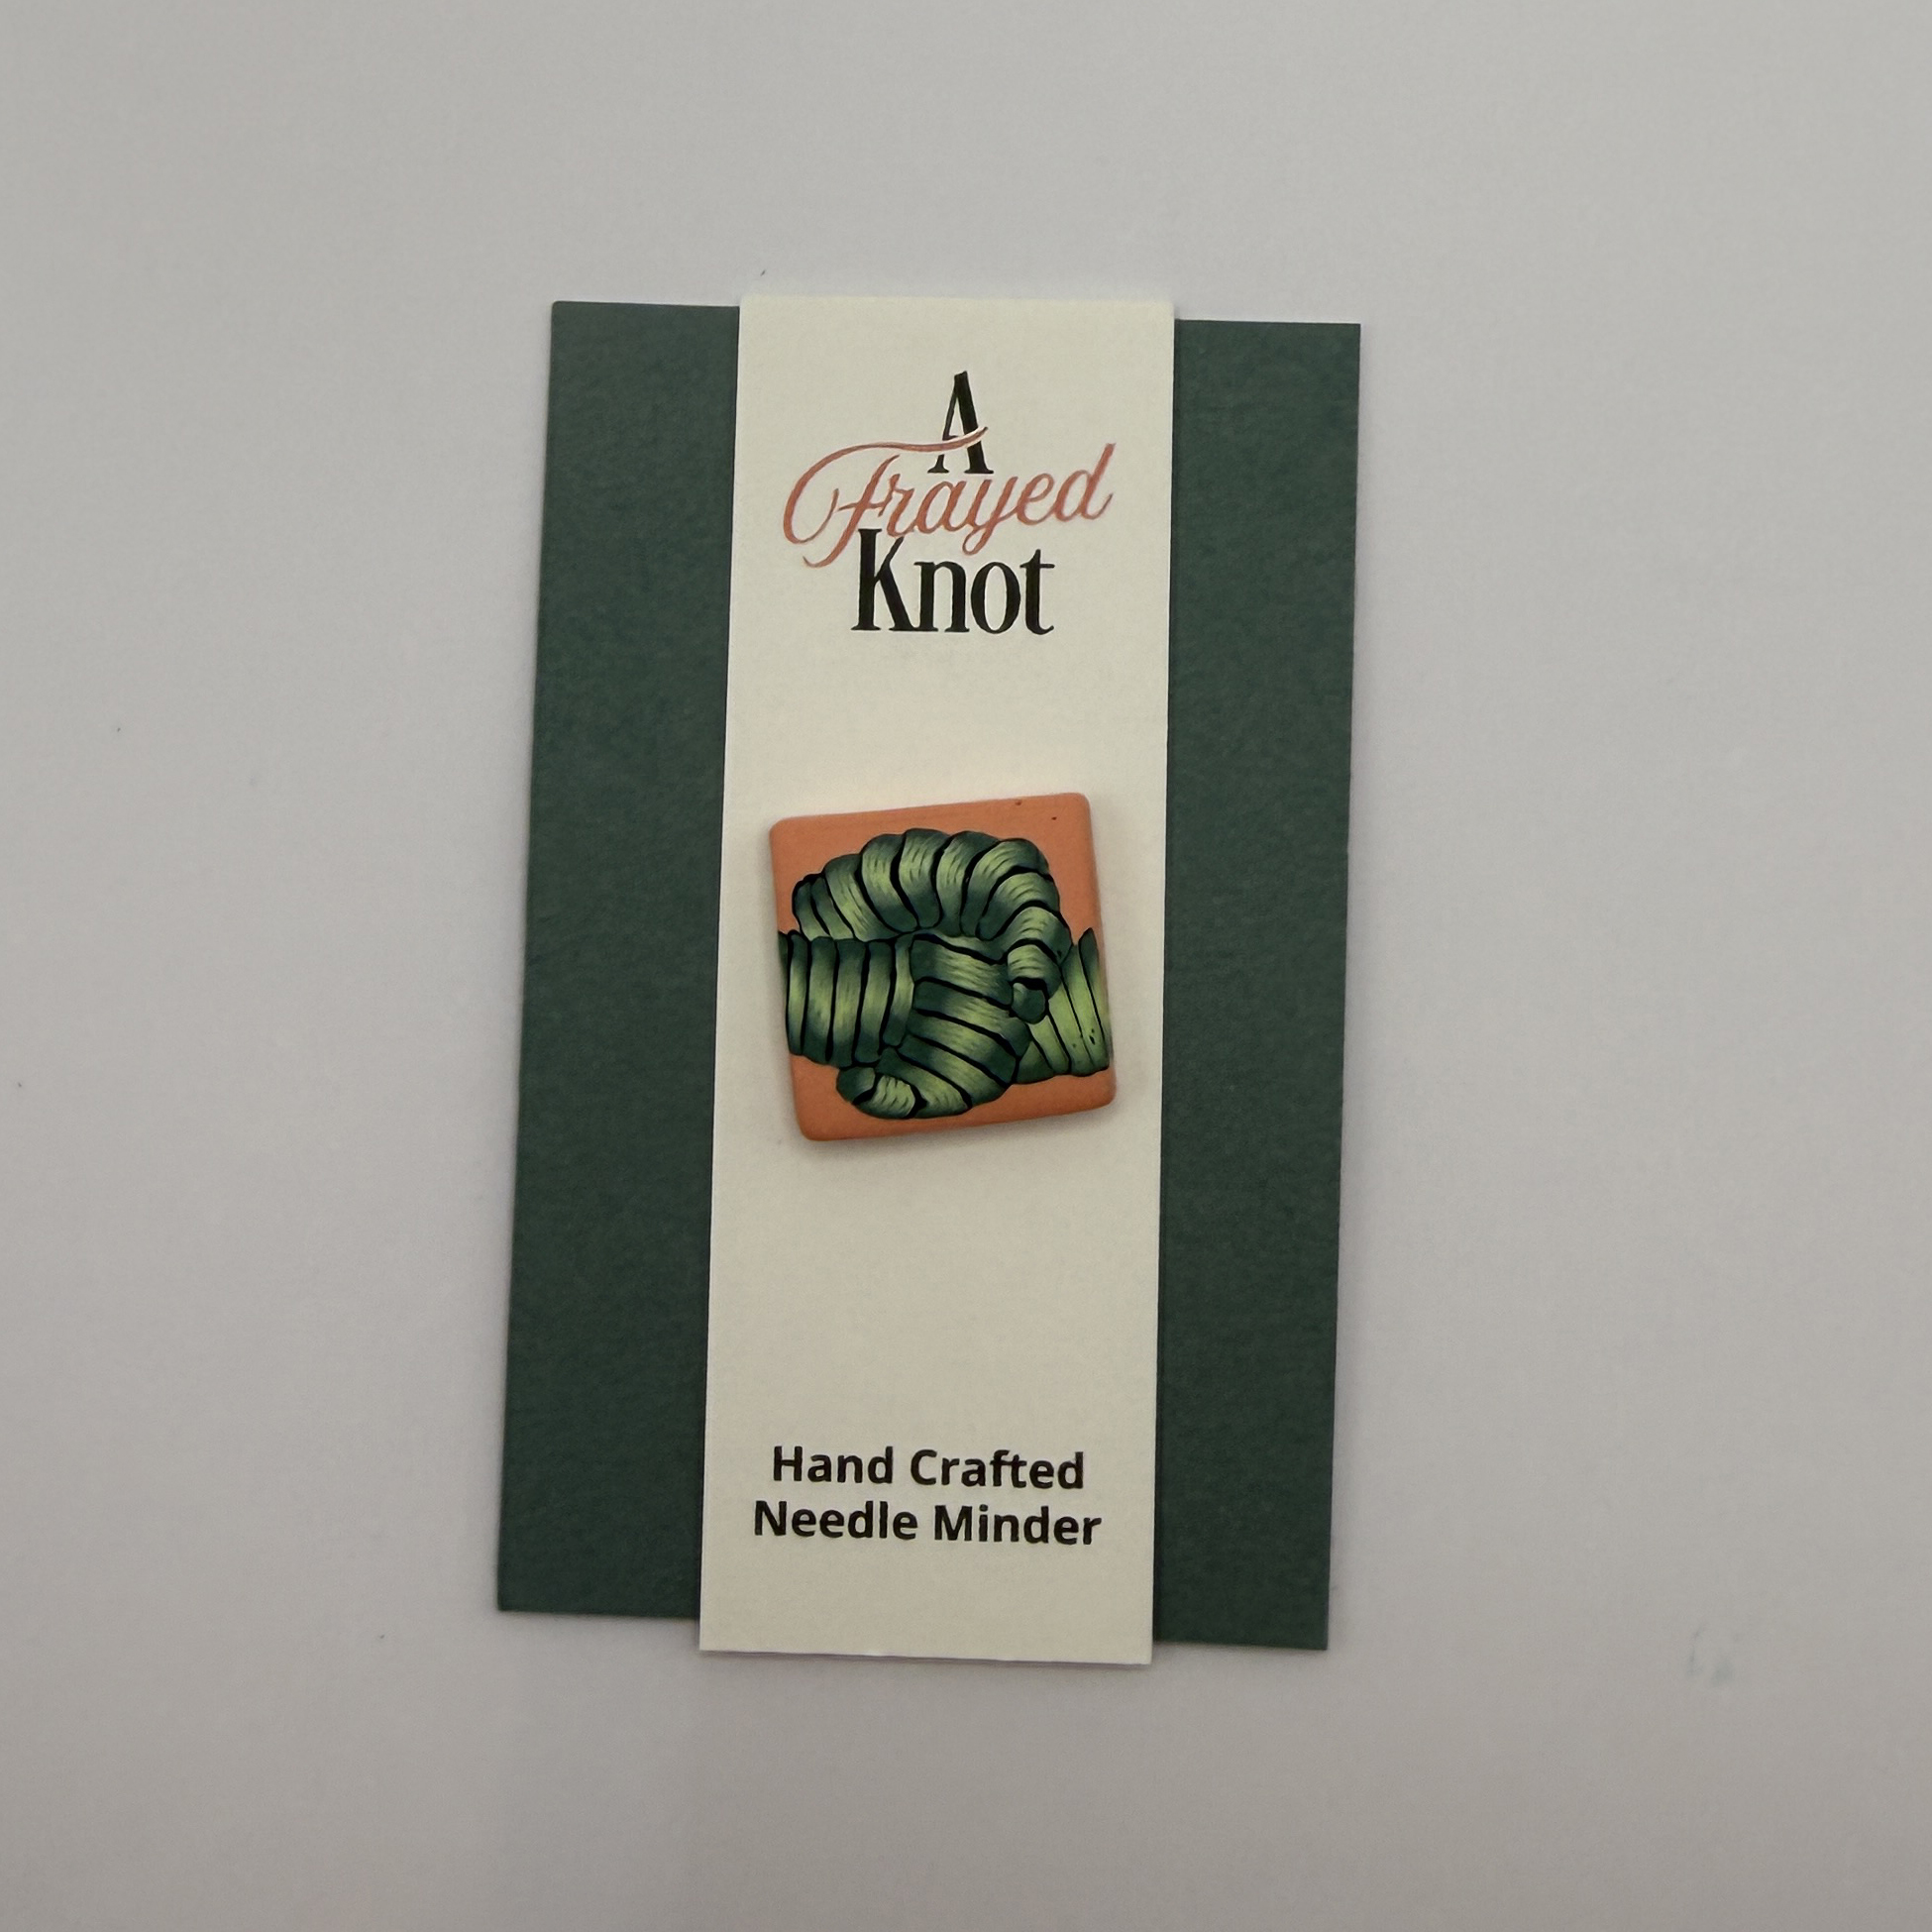 A
Frayed
Knot
Hand Crafted
Needle Minder